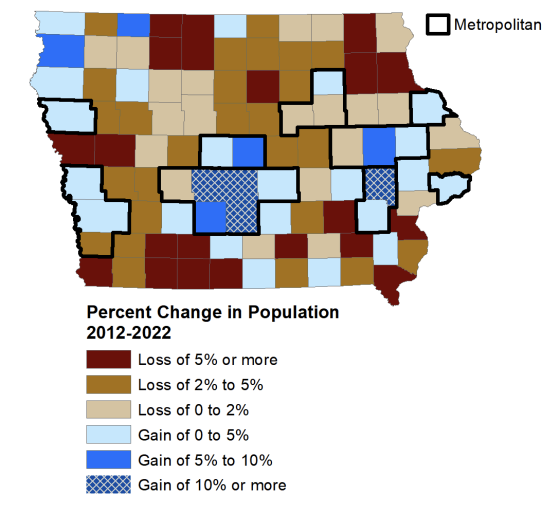 Metropolitan
Percent Change in Population
2012-2022
Loss of 5% or more
Loss of 2% to 5%
Loss of 0 to 2%
Gain of 0 to 5%
Gain of 5% to 10%
Gain of 10% or more